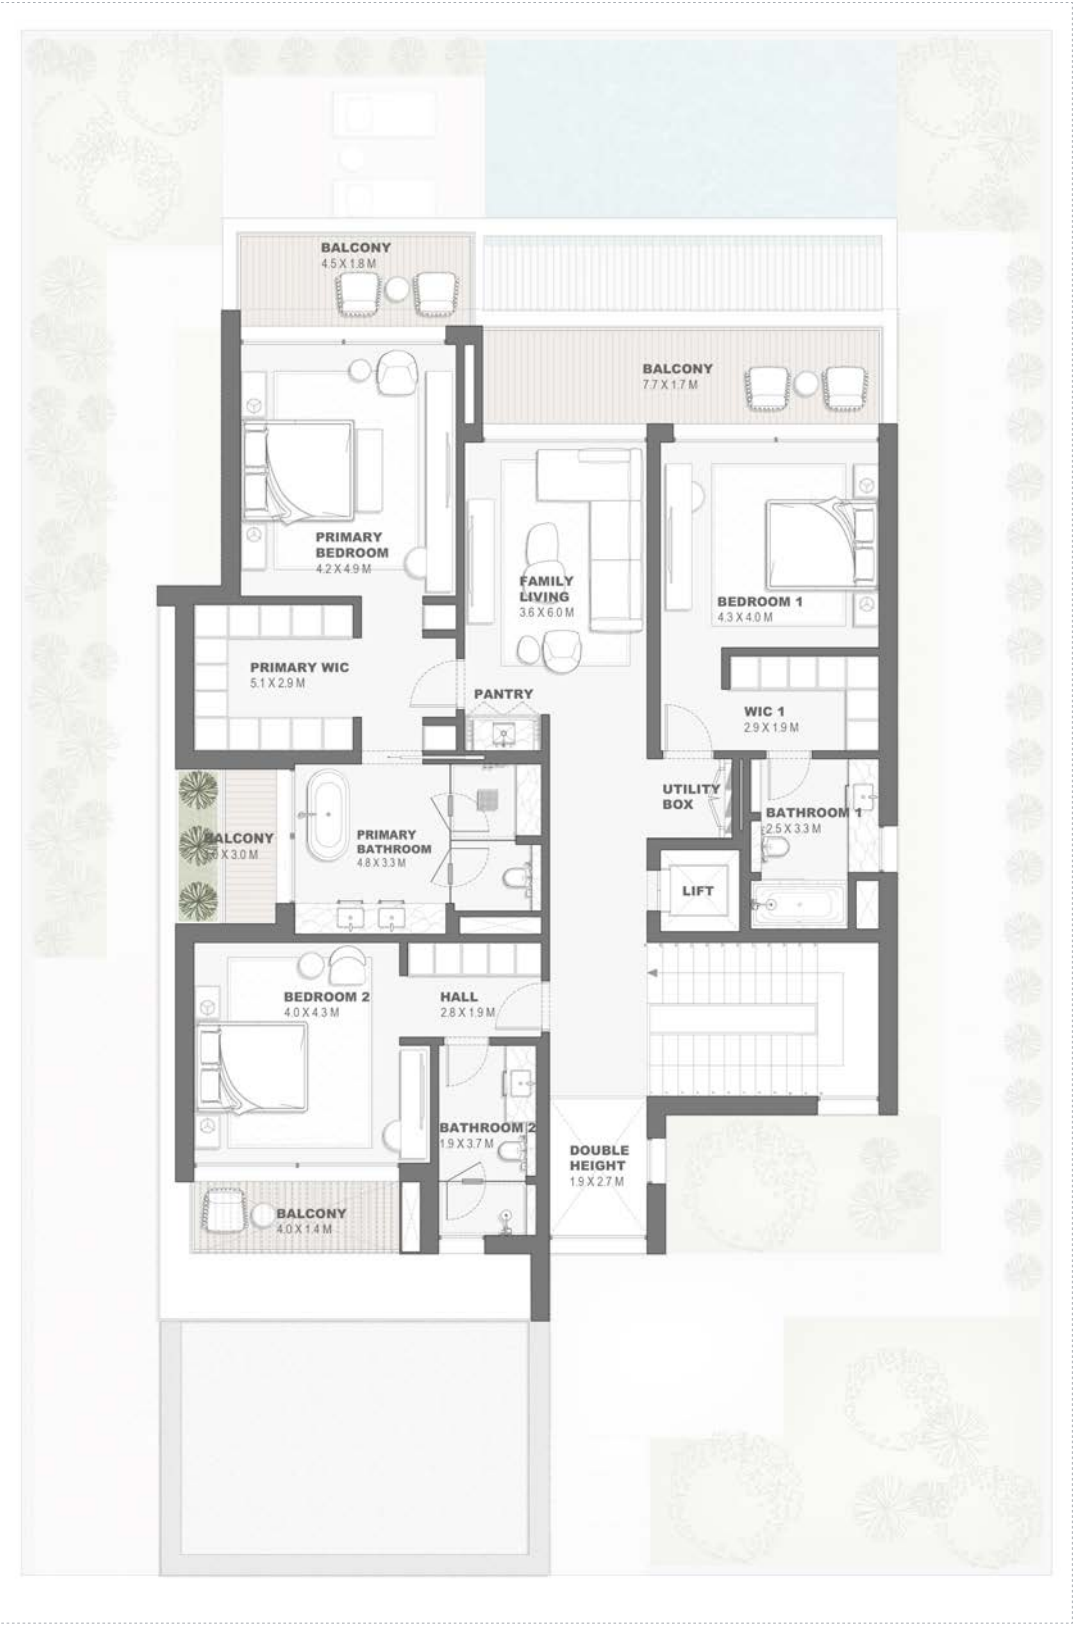 BALCONY
4.5 X 1.8 M
BALCONY
7.7 X 1.7 M
PRIMARY
BEDROOM
4.2 X 4.9 M
FAMILY
LIVING
3.6 X 6.0 M
BEDROOM 1
4.3 X 4.0 M
PRIMARY WIC
5.1 X 2.9 M
PANTRY
WIC 1
2.9 X 1.9 M
UTILITY
BOX
BATHROOM 1
2.5 X 3.3 M
BALCONY
X 3.0 M
PRIMARY
BATHROOM
4.8 X 3.3 M
LIFT
BEDROOM 2
4.0 X 4.3 M
HALL
2.8 X 1.9 M
BATHROOM 2
1.9 X 3.7 M
DOUBLE
HEIGHT
1.9 X 2.7 M
BALCONY
4.0 X 1.4 M